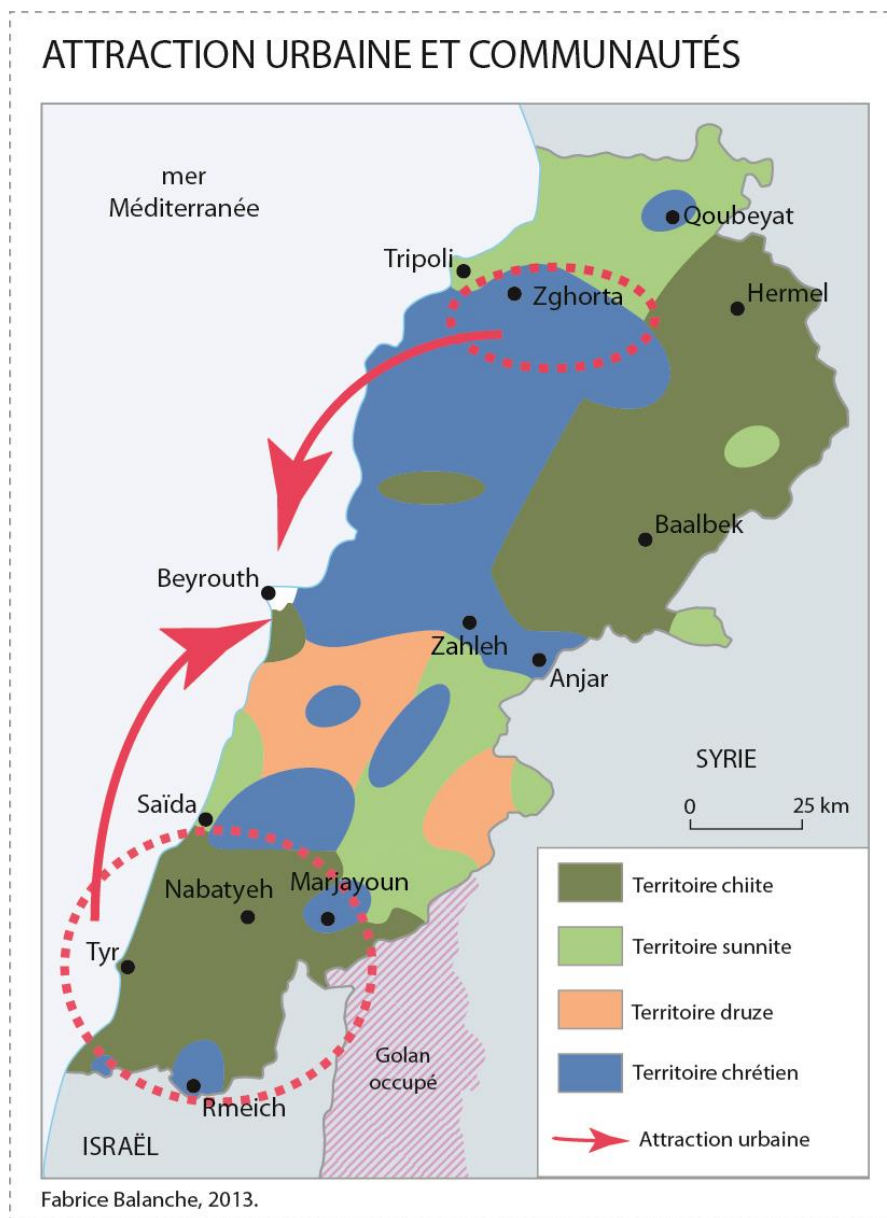 ATTRACTION URBAINE ET COMMUNAUTÉS
mer
Méditerranée
Qoubeyat
Tripoli
Zghorta
Hermel
Baalbek
Beyrouth
Zahleh
Anjar
SYRIE
Saïda
0 25 km
Nabatyeh
Marjayoun
Tyr
Golan
occupé
Rmeich
ISRAËL
Territoire chiite
Territoire sunnite
Territoire druze
Territoire chrétien
Attraction urbaine
Fabrice Balanche, 2013.